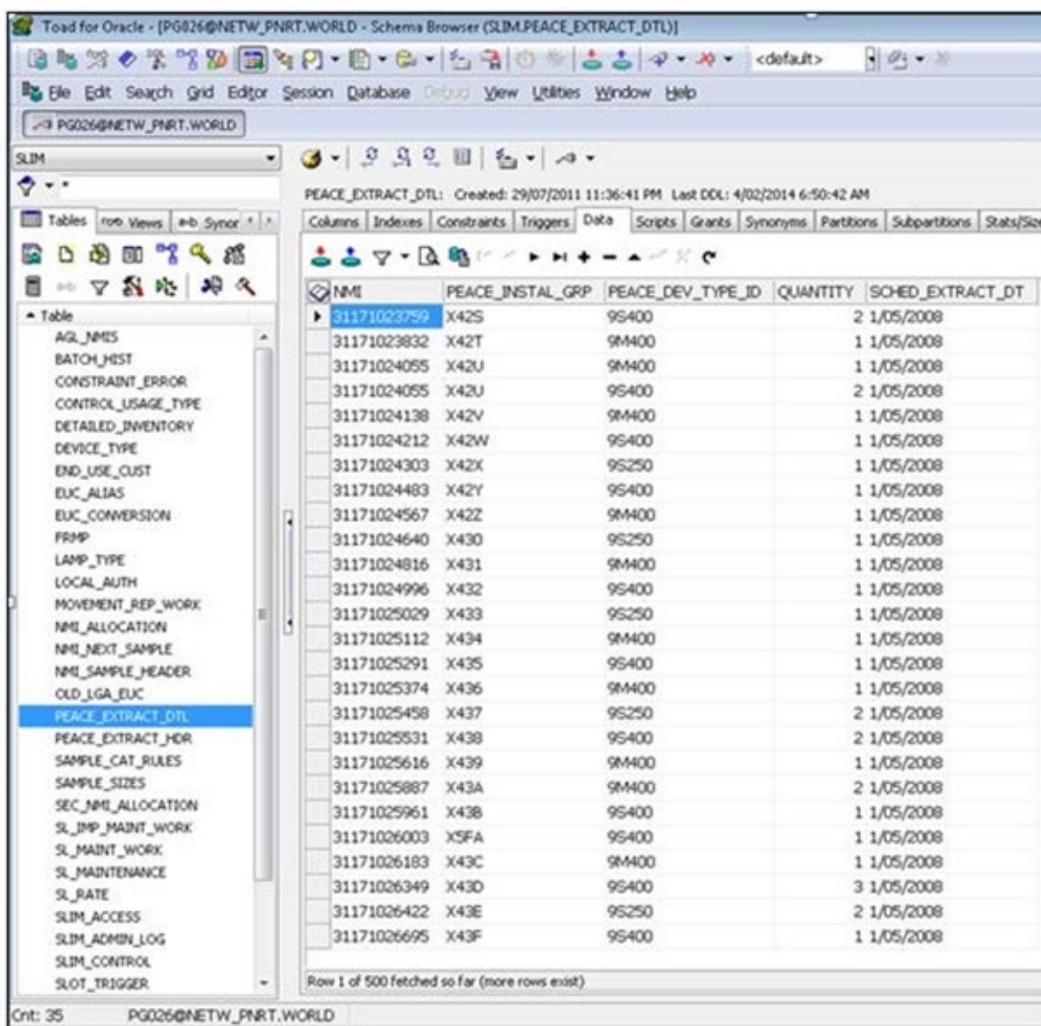 Toad for Oracle - [PG026@NETW_PNRT.WORLD - Schema Browser (SLIM.PEACE_EXTRACT_DTL)]
<default>
File Edit Search Grid Editor Session Database Debug View Utilities Window Help
PG026@NETW_PNRT.WORLD
SLIM
*
PEACE_EXTRACT_DTL: Created: 29/07/2011 11:36:41 PM Last DDL: 4/02/2014 6:50:42 AM
Tables Views Synor
Columns Indexes Constraints Triggers Data Scripts Grants Synonyms Partitions Subpartitions Stats/Size
Table
AGL_NMIS
BATCH_HIST
CONSTRAINT_ERROR
CONTROL_USAGE_TYPE
DETAILED_INVENTORY
DEVICE_TYPE
END_USE_CUST
EUC_ALIAS
EUC_CONVERSION
FRMP
LAMP_TYPE
LOCAL_AUTH
MOVEMENT_REP_WORK
NMI_ALLOCATION
NMI_NEXT_SAMPLE
NMI_SAMPLE_HEADER
OLD_LGA_EUC
PEACE_EXTRACT_DTL
PEACE_EXTRACT_HDR
SAMPLE_CAT_RULES
SAMPLE_SIZES
SEC_NMI_ALLOCATION
SL_IMP_MAINT_WORK
SL_MAINT_WORK
SL_MAINTENANCE
SL_RATE
SLIM_ACCESS
SLIM_ADMIN_LOG
SLIM_CONTROL
SLOT_TRIGGER
NMI PEACE_INSTAL_GRP PEACE_DEV_TYPE_ID QUANTITY SCHED_EXTRACT_DT
31171023759 X42S 9S400 2 1/05/2008
31171023832 X42T 9M400 1 1/05/2008
31171024055 X42U 9M400 1 1/05/2008
31171024055 X42U 9S400 2 1/05/2008
31171024138 X42V 9M400 1 1/05/2008
31171024212 X42W 9S400 1 1/05/2008
31171024303 X42X 9S250 1 1/05/2008
31171024483 X42Y 9S400 1 1/05/2008
31171024567 X42Z 9M400 1 1/05/2008
31171024640 X430 9S250 1 1/05/2008
31171024816 X431 9M400 1 1/05/2008
31171024996 X432 9S400 1 1/05/2008
31171025029 X433 9S250 1 1/05/2008
31171025112 X434 9M400 1 1/05/2008
31171025291 X435 9S400 1 1/05/2008
31171025374 X436 9M400 1 1/05/2008
31171025458 X437 9S250 2 1/05/2008
31171025531 X438 9S400 2 1/05/2008
31171025616 X439 9M400 1 1/05/2008
31171025887 X43A 9M400 2 1/05/2008
31171025961 X43B 9S400 1 1/05/2008
31171026003 X5FA 9S400 1 1/05/2008
31171026183 X43C 9M400 1 1/05/2008
31171026349 X43D 9S400 3 1/05/2008
31171026422 X43E 9S250 2 1/05/2008
31171026695 X43F 9S400 1 1/05/2008
Row 1 of 500 fetched so far (more rows exist)
Cnt: 35 PG026@NETW_PNRT.WORLD